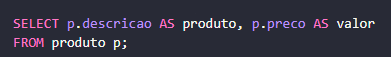 SELECT p.descricao AS produto, p.preco AS valor
FROM produto p;